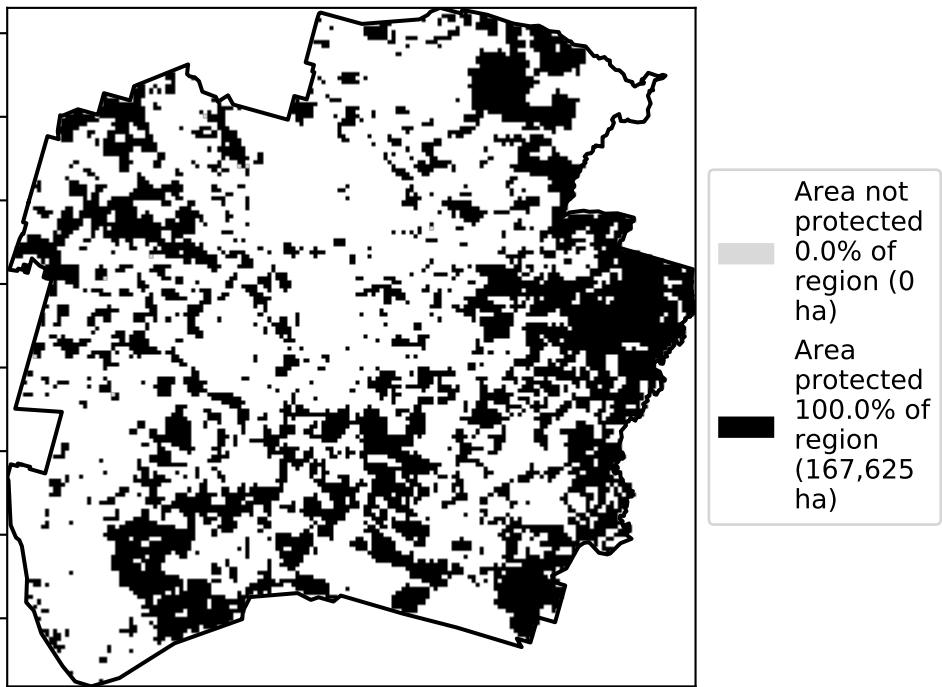 Area not
protected
0.0% of
region (0
ha)
Area
protected
100.0% of
region
(167,625
ha)